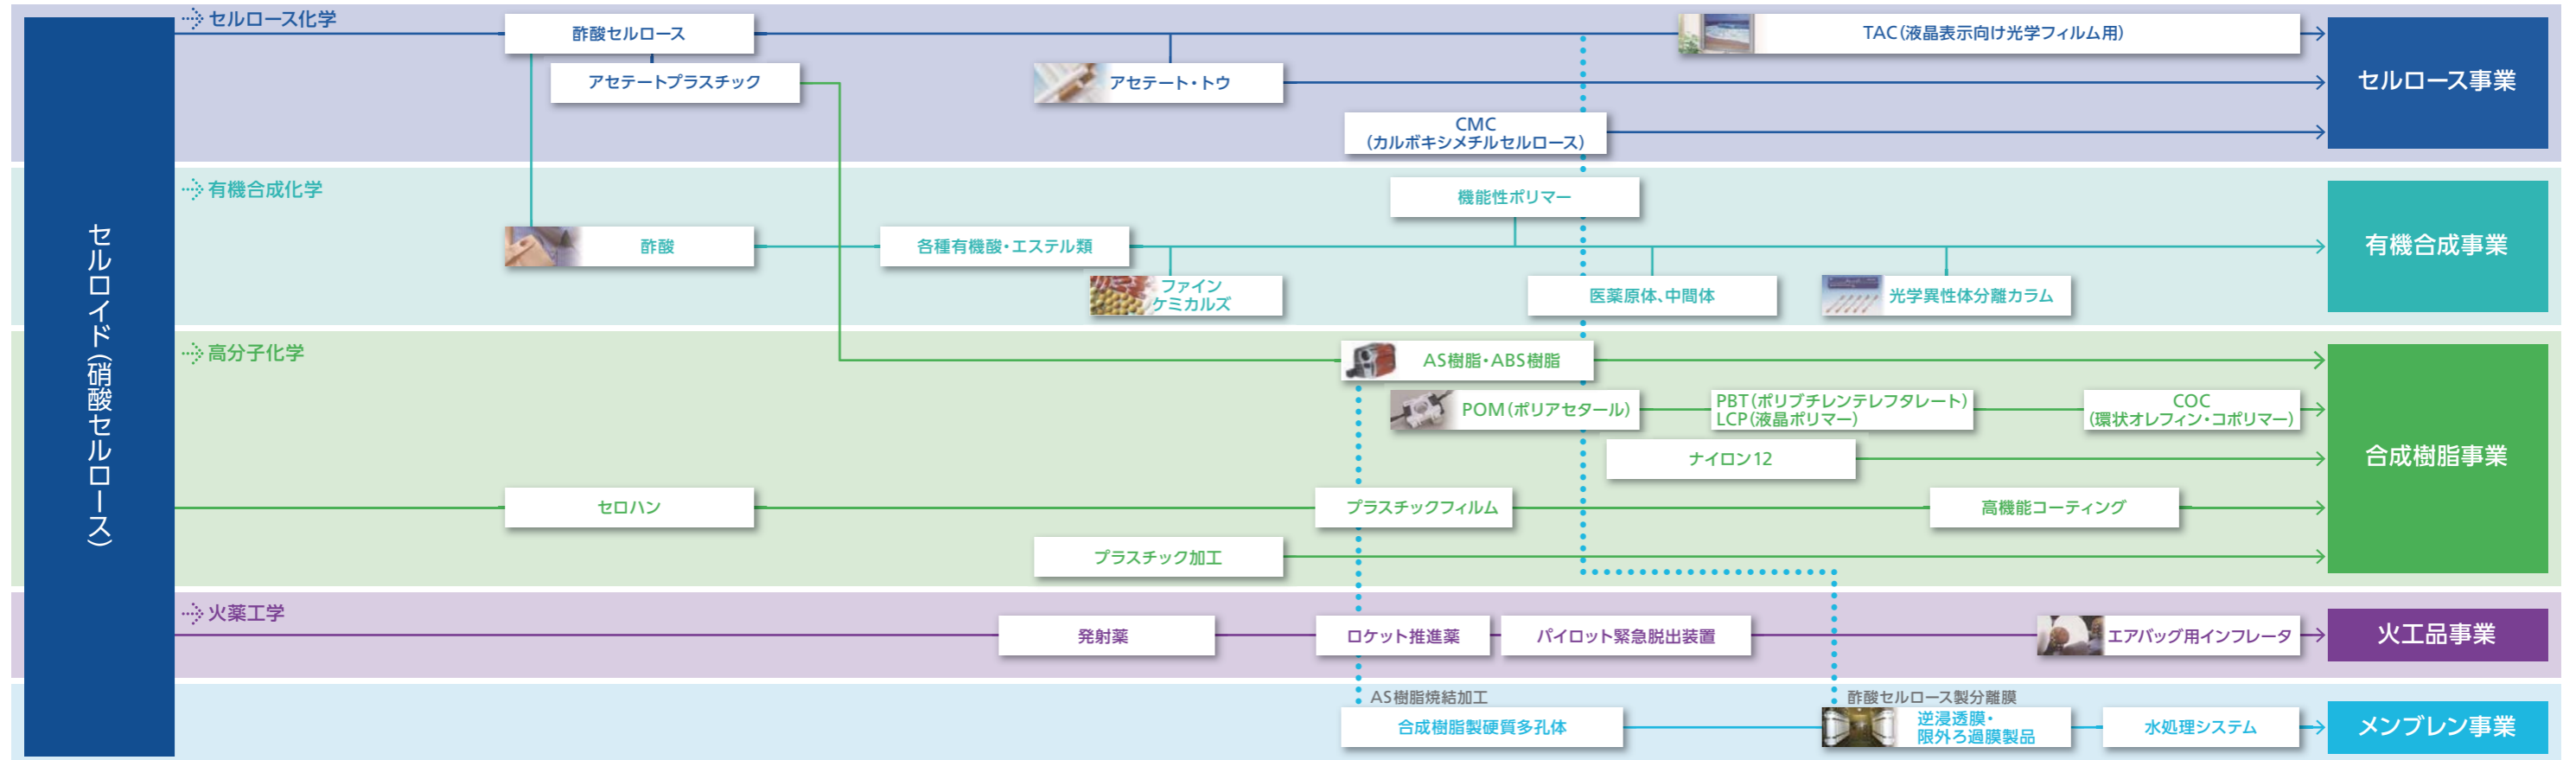 セルロイド(硝酸セルロース)
セルロース化学
酢酸セルロース
TAC(液晶表示向け光学フィルム用)
アセテートプラスチック
アセテート・トウ
CMC
(カルボキシメチルセルロース)
セルロース事業
有機合成化学
機能性ポリマー
酢酸
各種有機酸・エステル類
ファイン
ケミカルズ
医薬原体、中間体
光学異性体分離カラム
有機合成事業
高分子化学
AS樹脂・ABS樹脂
POM(ポリアセタール)
PBT(ポリブチレンテレフタレート)
LCP(液晶ポリマー)
COC
(環状オレフィン・コポリマー)
ナイロン12
セロハン
プラスチックフィルム
高機能コーティング
プラスチック加工
合成樹脂事業
火薬工学
発射薬
ロケット推進薬
パイロット緊急脱出装置
エアバッグ用インフレータ
火工品事業
AS樹脂焼結加工
合成樹脂製硬質多孔体
酢酸セルロース製分離膜
逆浸透膜・
限外ろ過膜製品
水処理システム
メンブレン事業